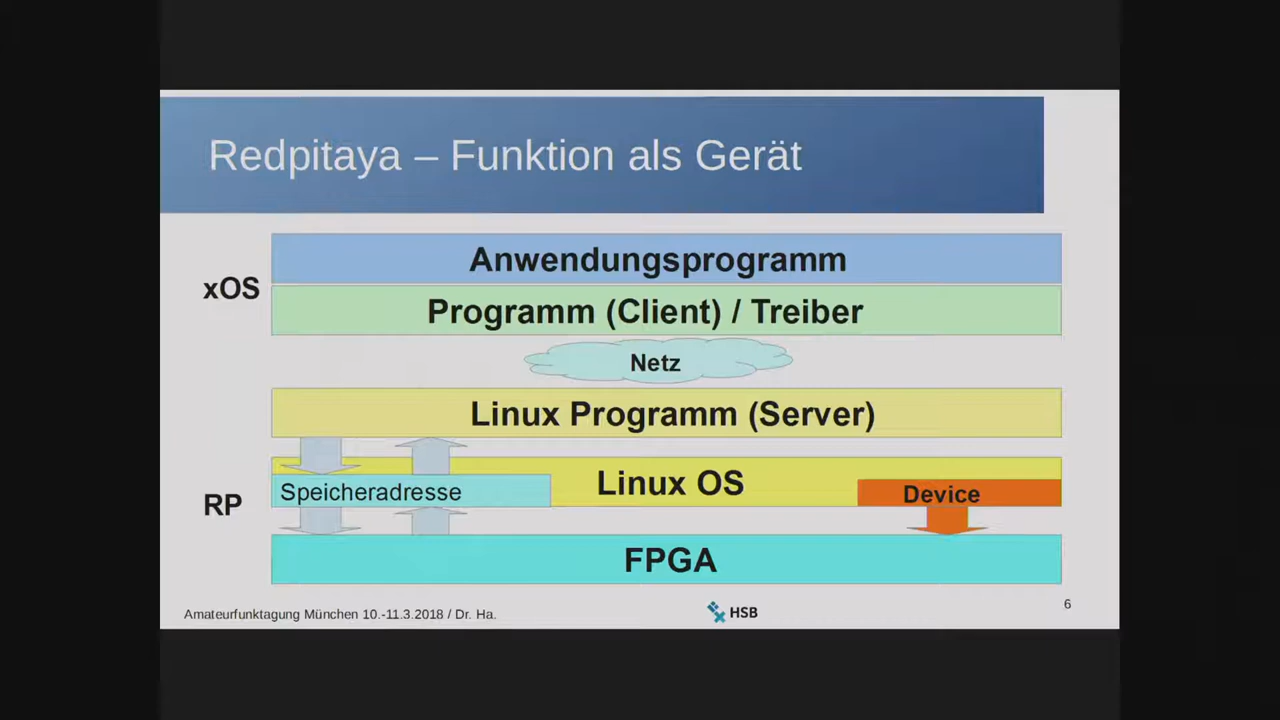 Redpitaya – Funktion als Gerät
Anwendungsprogramm
xOS
Programm (Client) / Treiber
Netz
Linux Programm (Server)
Linux OS
Speicheradresse
Device
RP
FPGA
Amateurfunktagung München 10.-11.3.2018 / Dr. Ha.
HSB
6